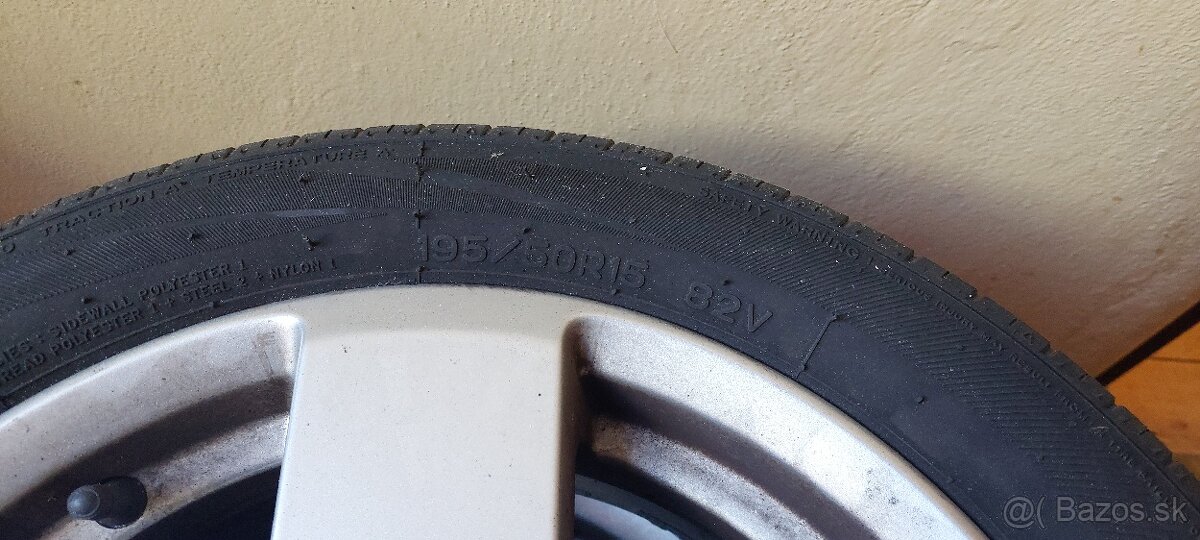 TRACTION A TEMPERATURE A
195/50R15 82V
SIDEWALL POLYESTER 1
TREAD POLYESTER 1 + STEEL 2 + NYLON 1
SAFETY WARNING
@( Bazos.sk